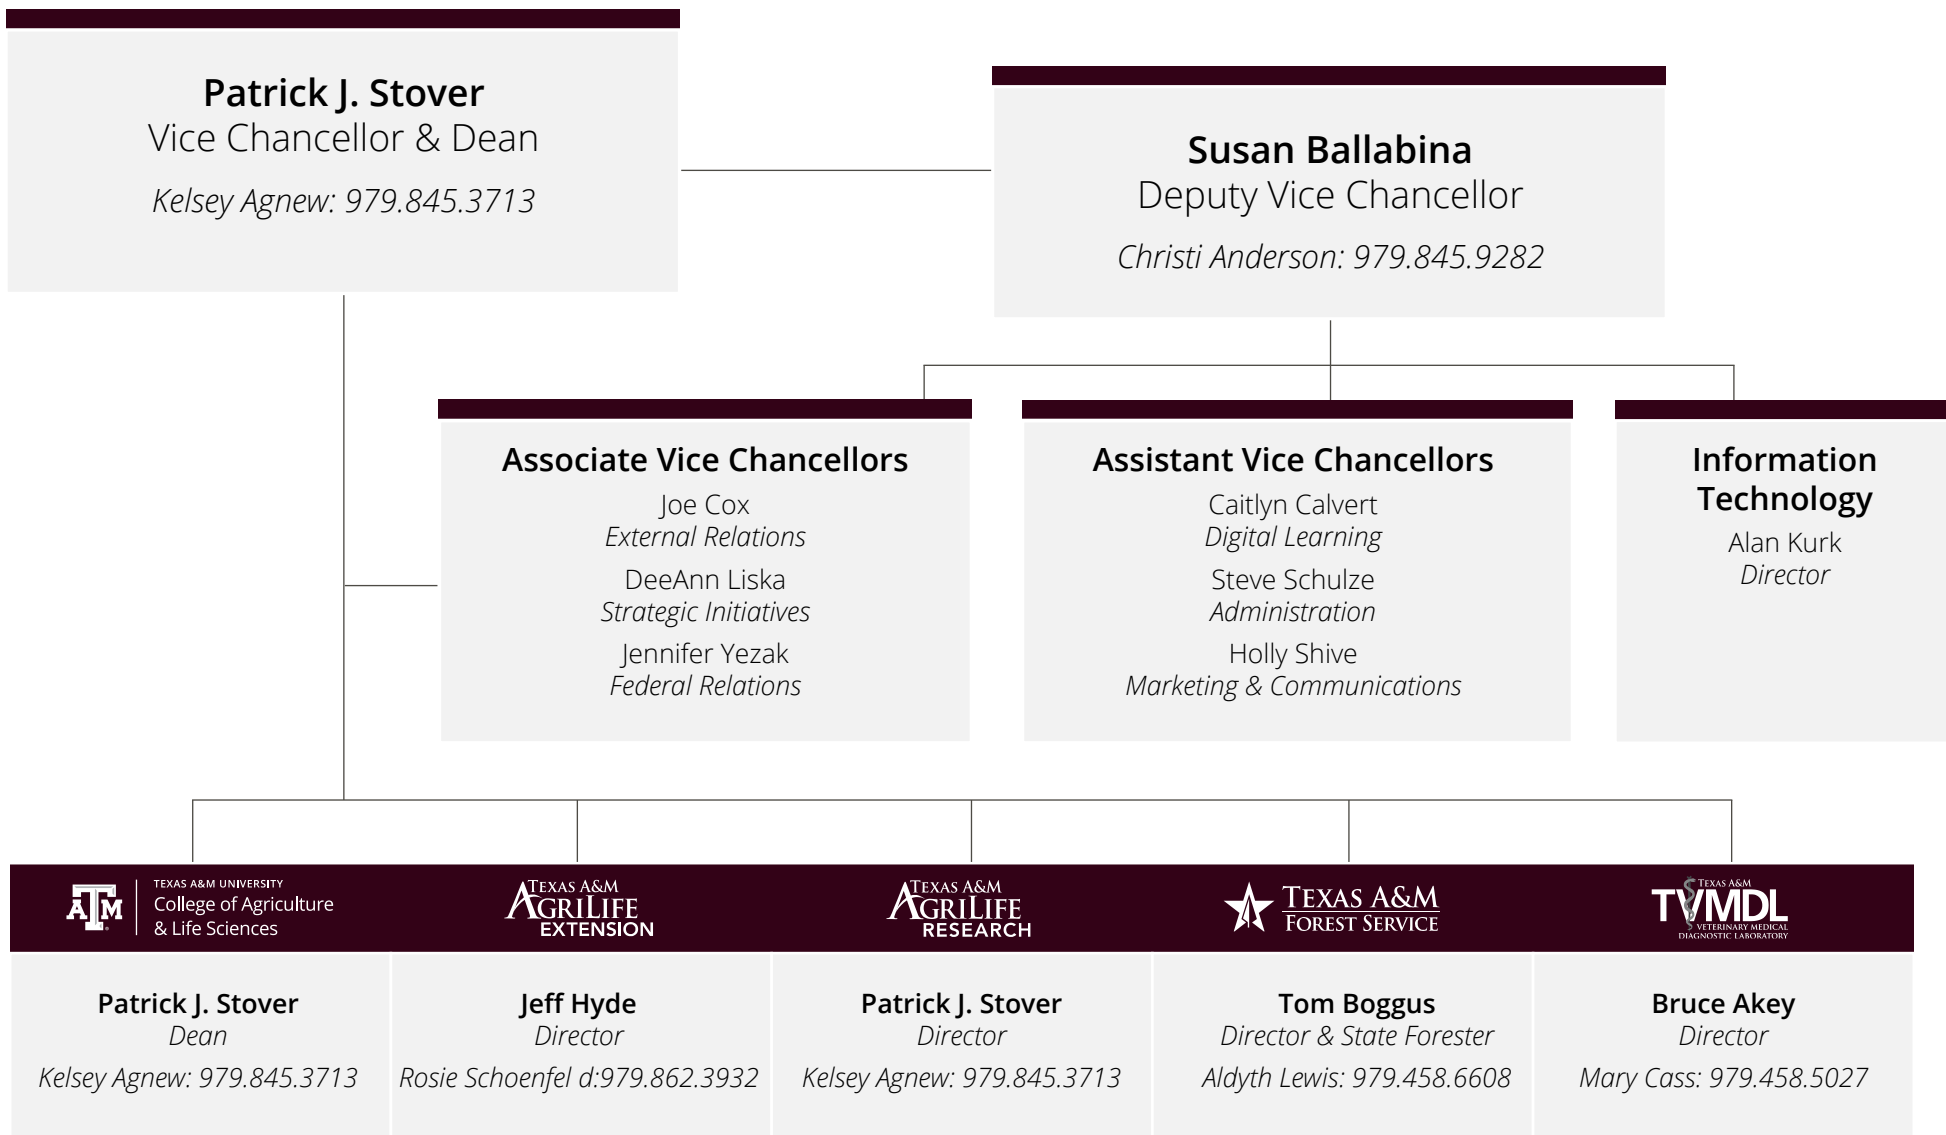 Patrick J. Stover
Vice Chancellor & Dean
Kelsey Agnew: 979.845.3713
Susan Ballabina
Deputy Vice Chancellor
Christi Anderson: 979.845.9282
Associate Vice Chancellors
Joe Cox
External Relations
DeeAnn Liska
Strategic Initiatives
Jennifer Yezak
Federal Relations
Assistant Vice Chancellors
Caitlyn Calvert
Digital Learning
Steve Schulze
Administration
Holly Shive
Marketing & Communications
Information
Technology
Alan Kurk
Director
ATM
TEXAS A&M UNIVERSITY
College of Agriculture
& Life Sciences
Patrick J. Stover
Dean
Kelsey Agnew: 979.845.3713
TEXAS A&M
AGRILIFE
EXTENSION
Jeff Hyde
Director
Rosie Schoenfel d:979.862.3932
TEXAS A&M
AGRILIFE
RESEARCH
Patrick J. Stover
Director
Kelsey Agnew: 979.845.3713
TEXAS A&M
FOREST SERVICE
Tom Boggus
Director & State Forester
Aldyth Lewis: 979.458.6608
TEXAS A&M
TVMDL
VETERINARY MEDICAL
DIAGNOSTIC LABORATORY
Bruce Akey
Director
Mary Cass: 979.458.5027